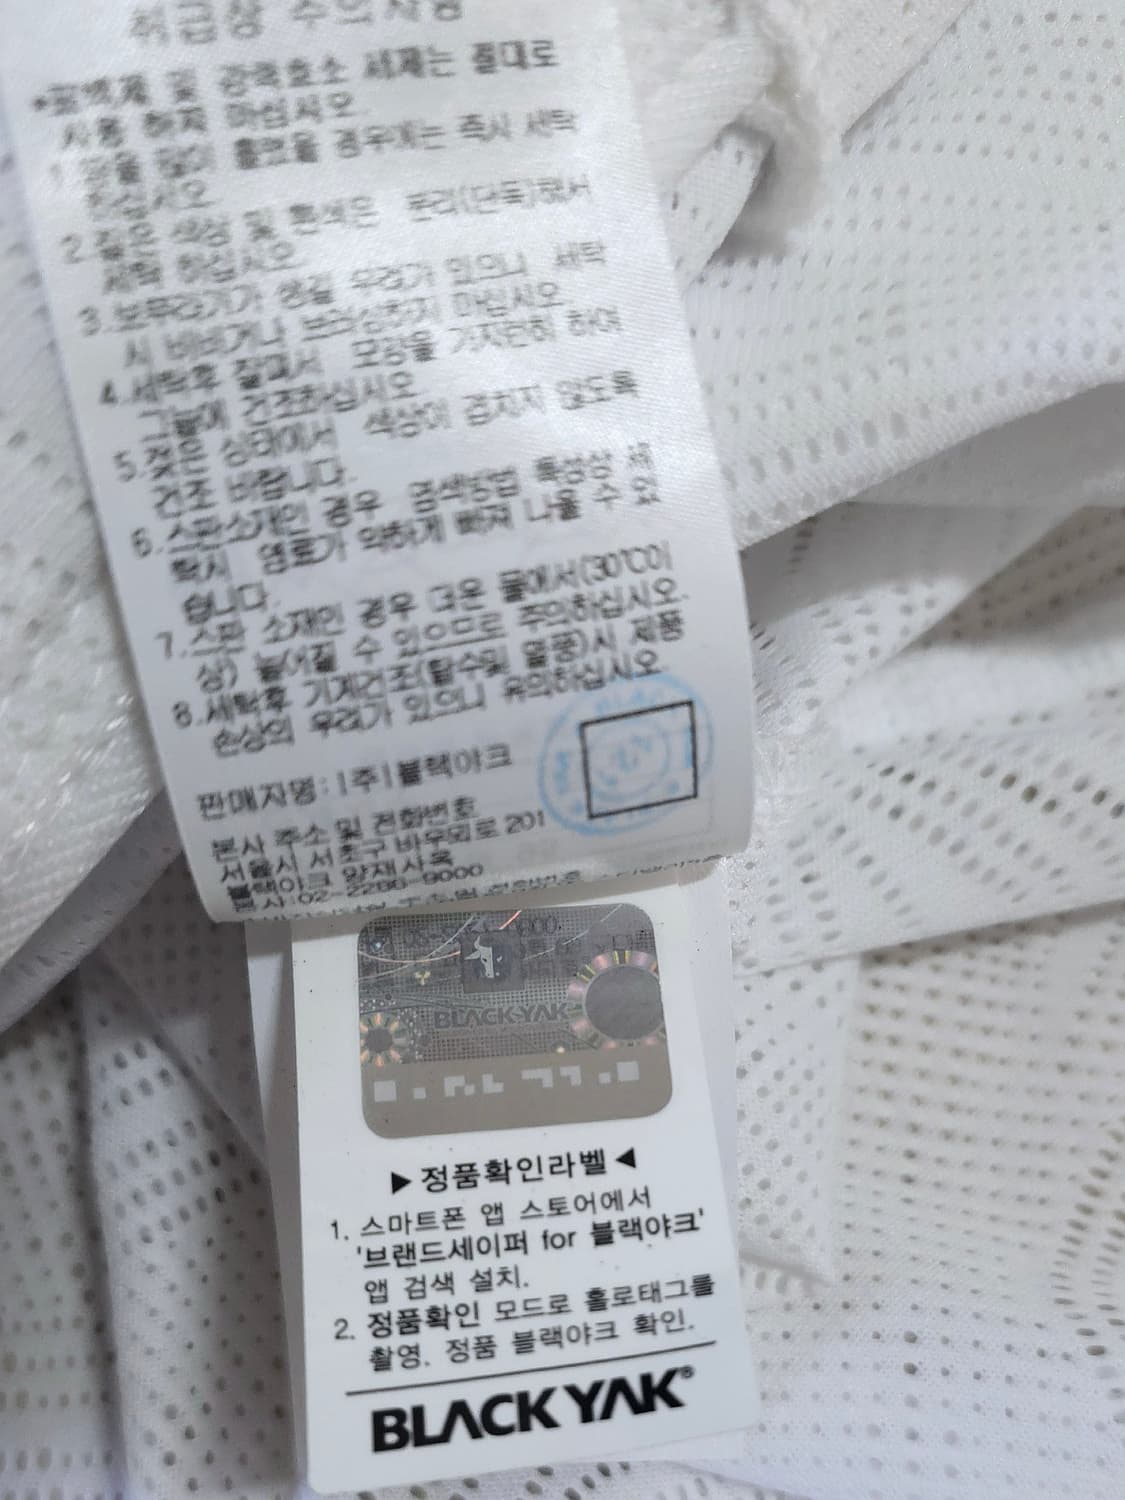 취급상 주의사항
*표백제 및 강력효소 세제는 절대로
사용 하지 마십시오
1.땀을 많이 흘렸을 경우에는 즉시 세탁
하십시오
2.짙은 색상 및 흰색은 분리(단독)해서
세탁 하십시오
3.보푸라기가 생길 우려가 있으니 세탁
시 비비거나 브러싱하지 마십시오
4.세탁후 잘펴서 모양을 가지런히 하여
그늘에 건조하십시오
5.젖은 상태에서 색상이 겹치지 않도록
건조 바랍니다.
6.스판소재인 경우 염색방법 특성상 세
탁시 염료가 약하게 빠져 나올 수 있
습니다.
7.스판 소재인 경우 더운 물에서(30℃이
상) 늘어질 수 있으므로 주의하십시오.
8.세탁후 기계건조(탈수및 열풍)시 제품
손상의 우려가 있으니 유의하십시오.
판매자명:(주)블랙야크
본사 주소 및 전화번호
서울시 서초구 바우뫼로 201
블랙야크 양재사옥
본사:02-2286-9000
BLACKYAK
▶정품확인라벨◀
1. 스마트폰 앱 스토어에서
'브랜드세이퍼 for 블랙야크'
앱 검색 설치.
2. 정품확인 모드로 홀로태그를
촬영. 정품 블랙야크 확인.
BLACKYAK®